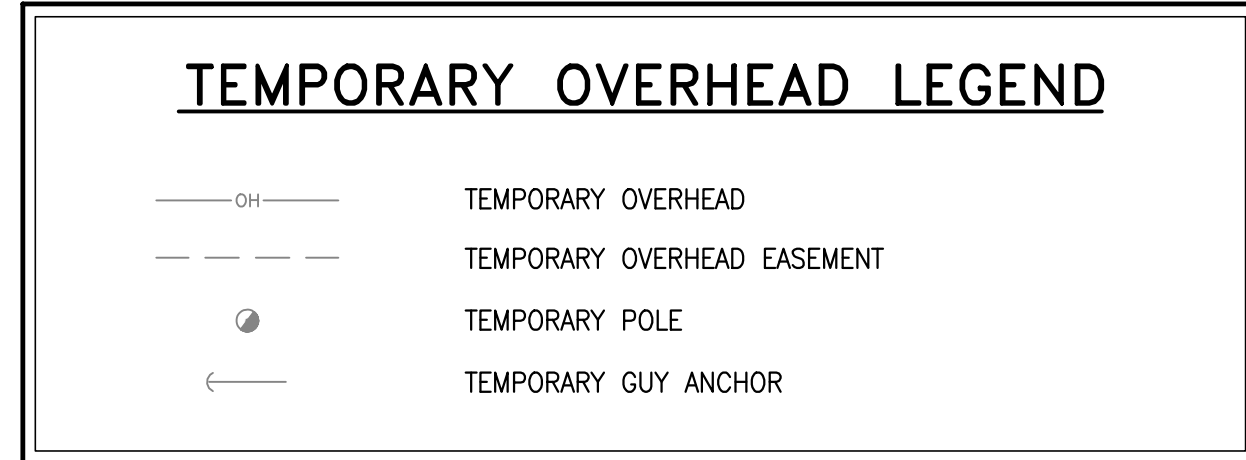 TEMPORARY OVERHEAD LEGEND
OH TEMPORARY OVERHEAD
TEMPORARY OVERHEAD EASEMENT
TEMPORARY POLE
TEMPORARY GUY ANCHOR